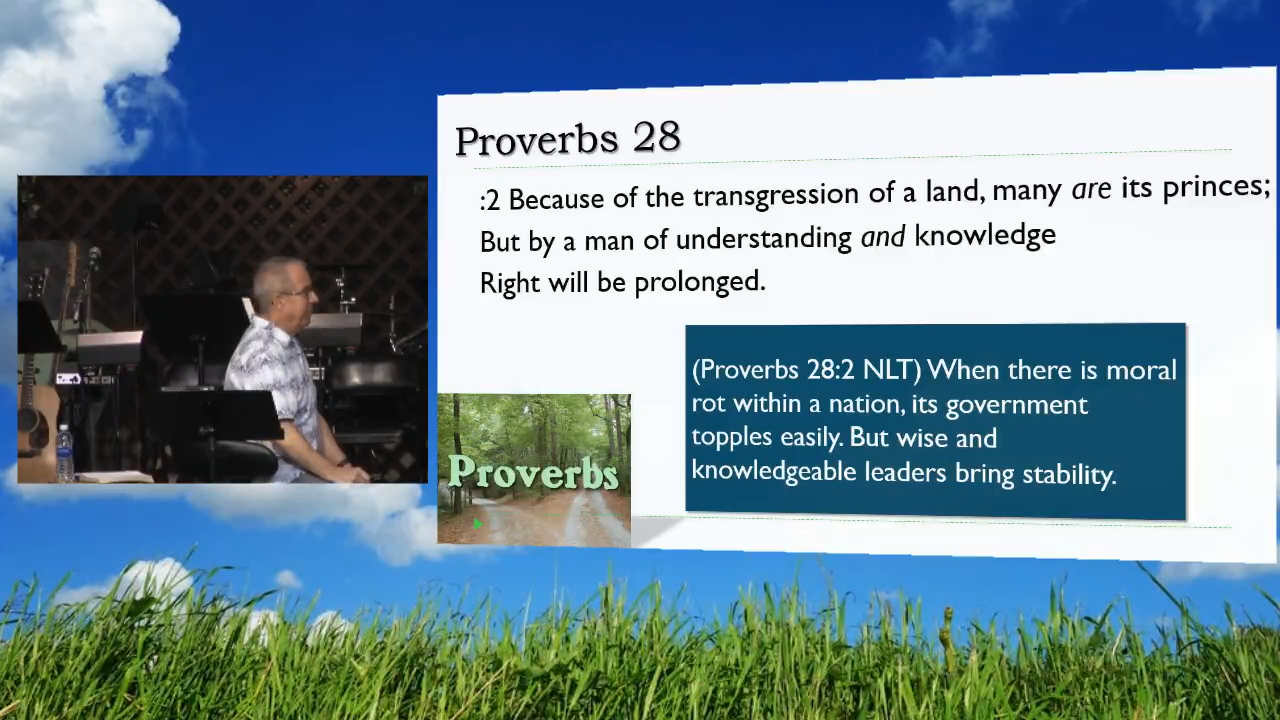 Proverbs 28
:2 Because of the transgression of a land, many are its princes;
But by a man of understanding and knowledge
Right will be prolonged.
(Proverbs 28:2 NLT) When there is moral
rot within a nation, its government
topples easily. But wise and
knowledgeable leaders bring stability.
Proverbs